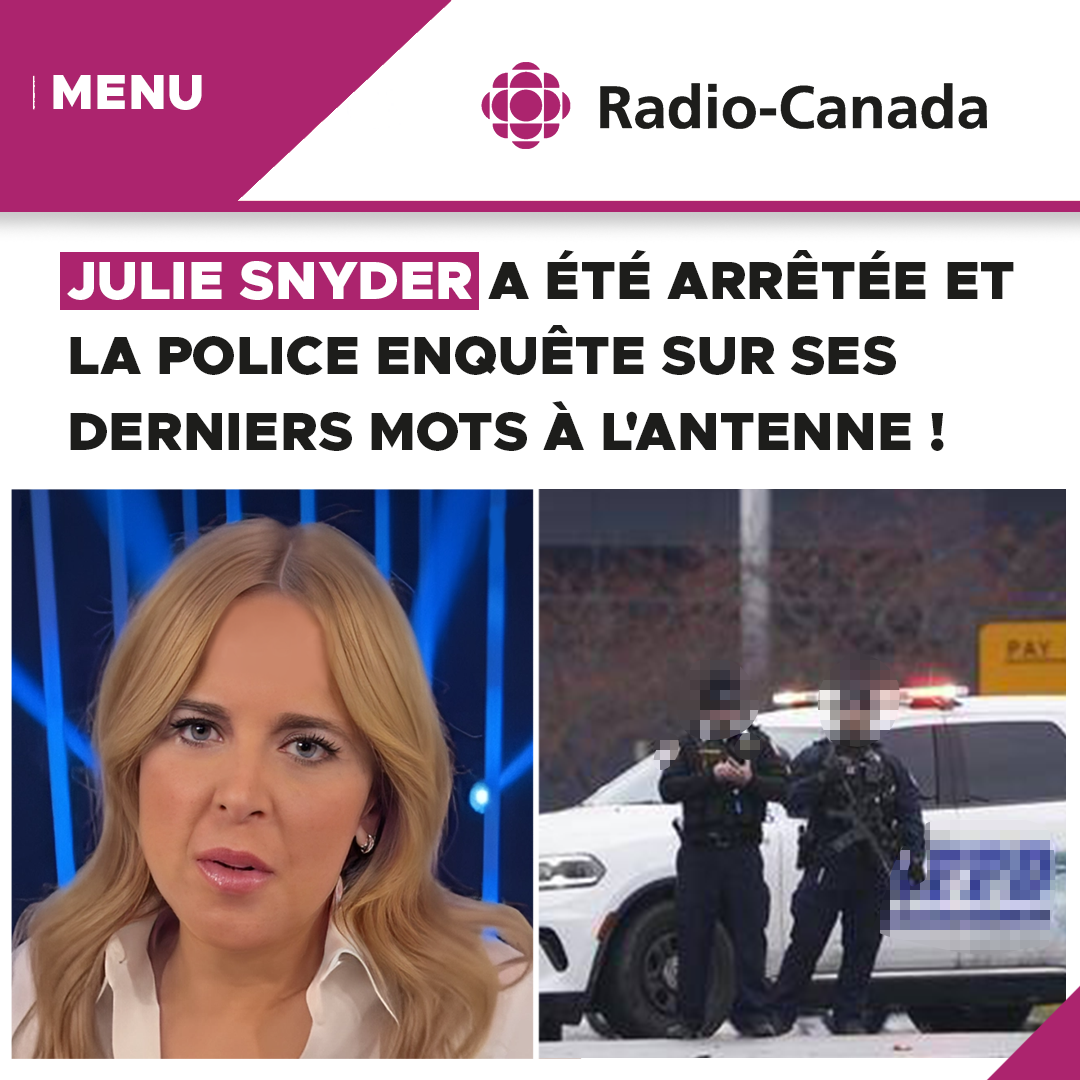 MENU
Radio-Canada
JULIE SNYDER A ÉTÉ ARRÊTÉE ET
LA POLICE ENQUÊTE SUR SES
DERNIERS MOTS À L'ANTENNE !
PAY